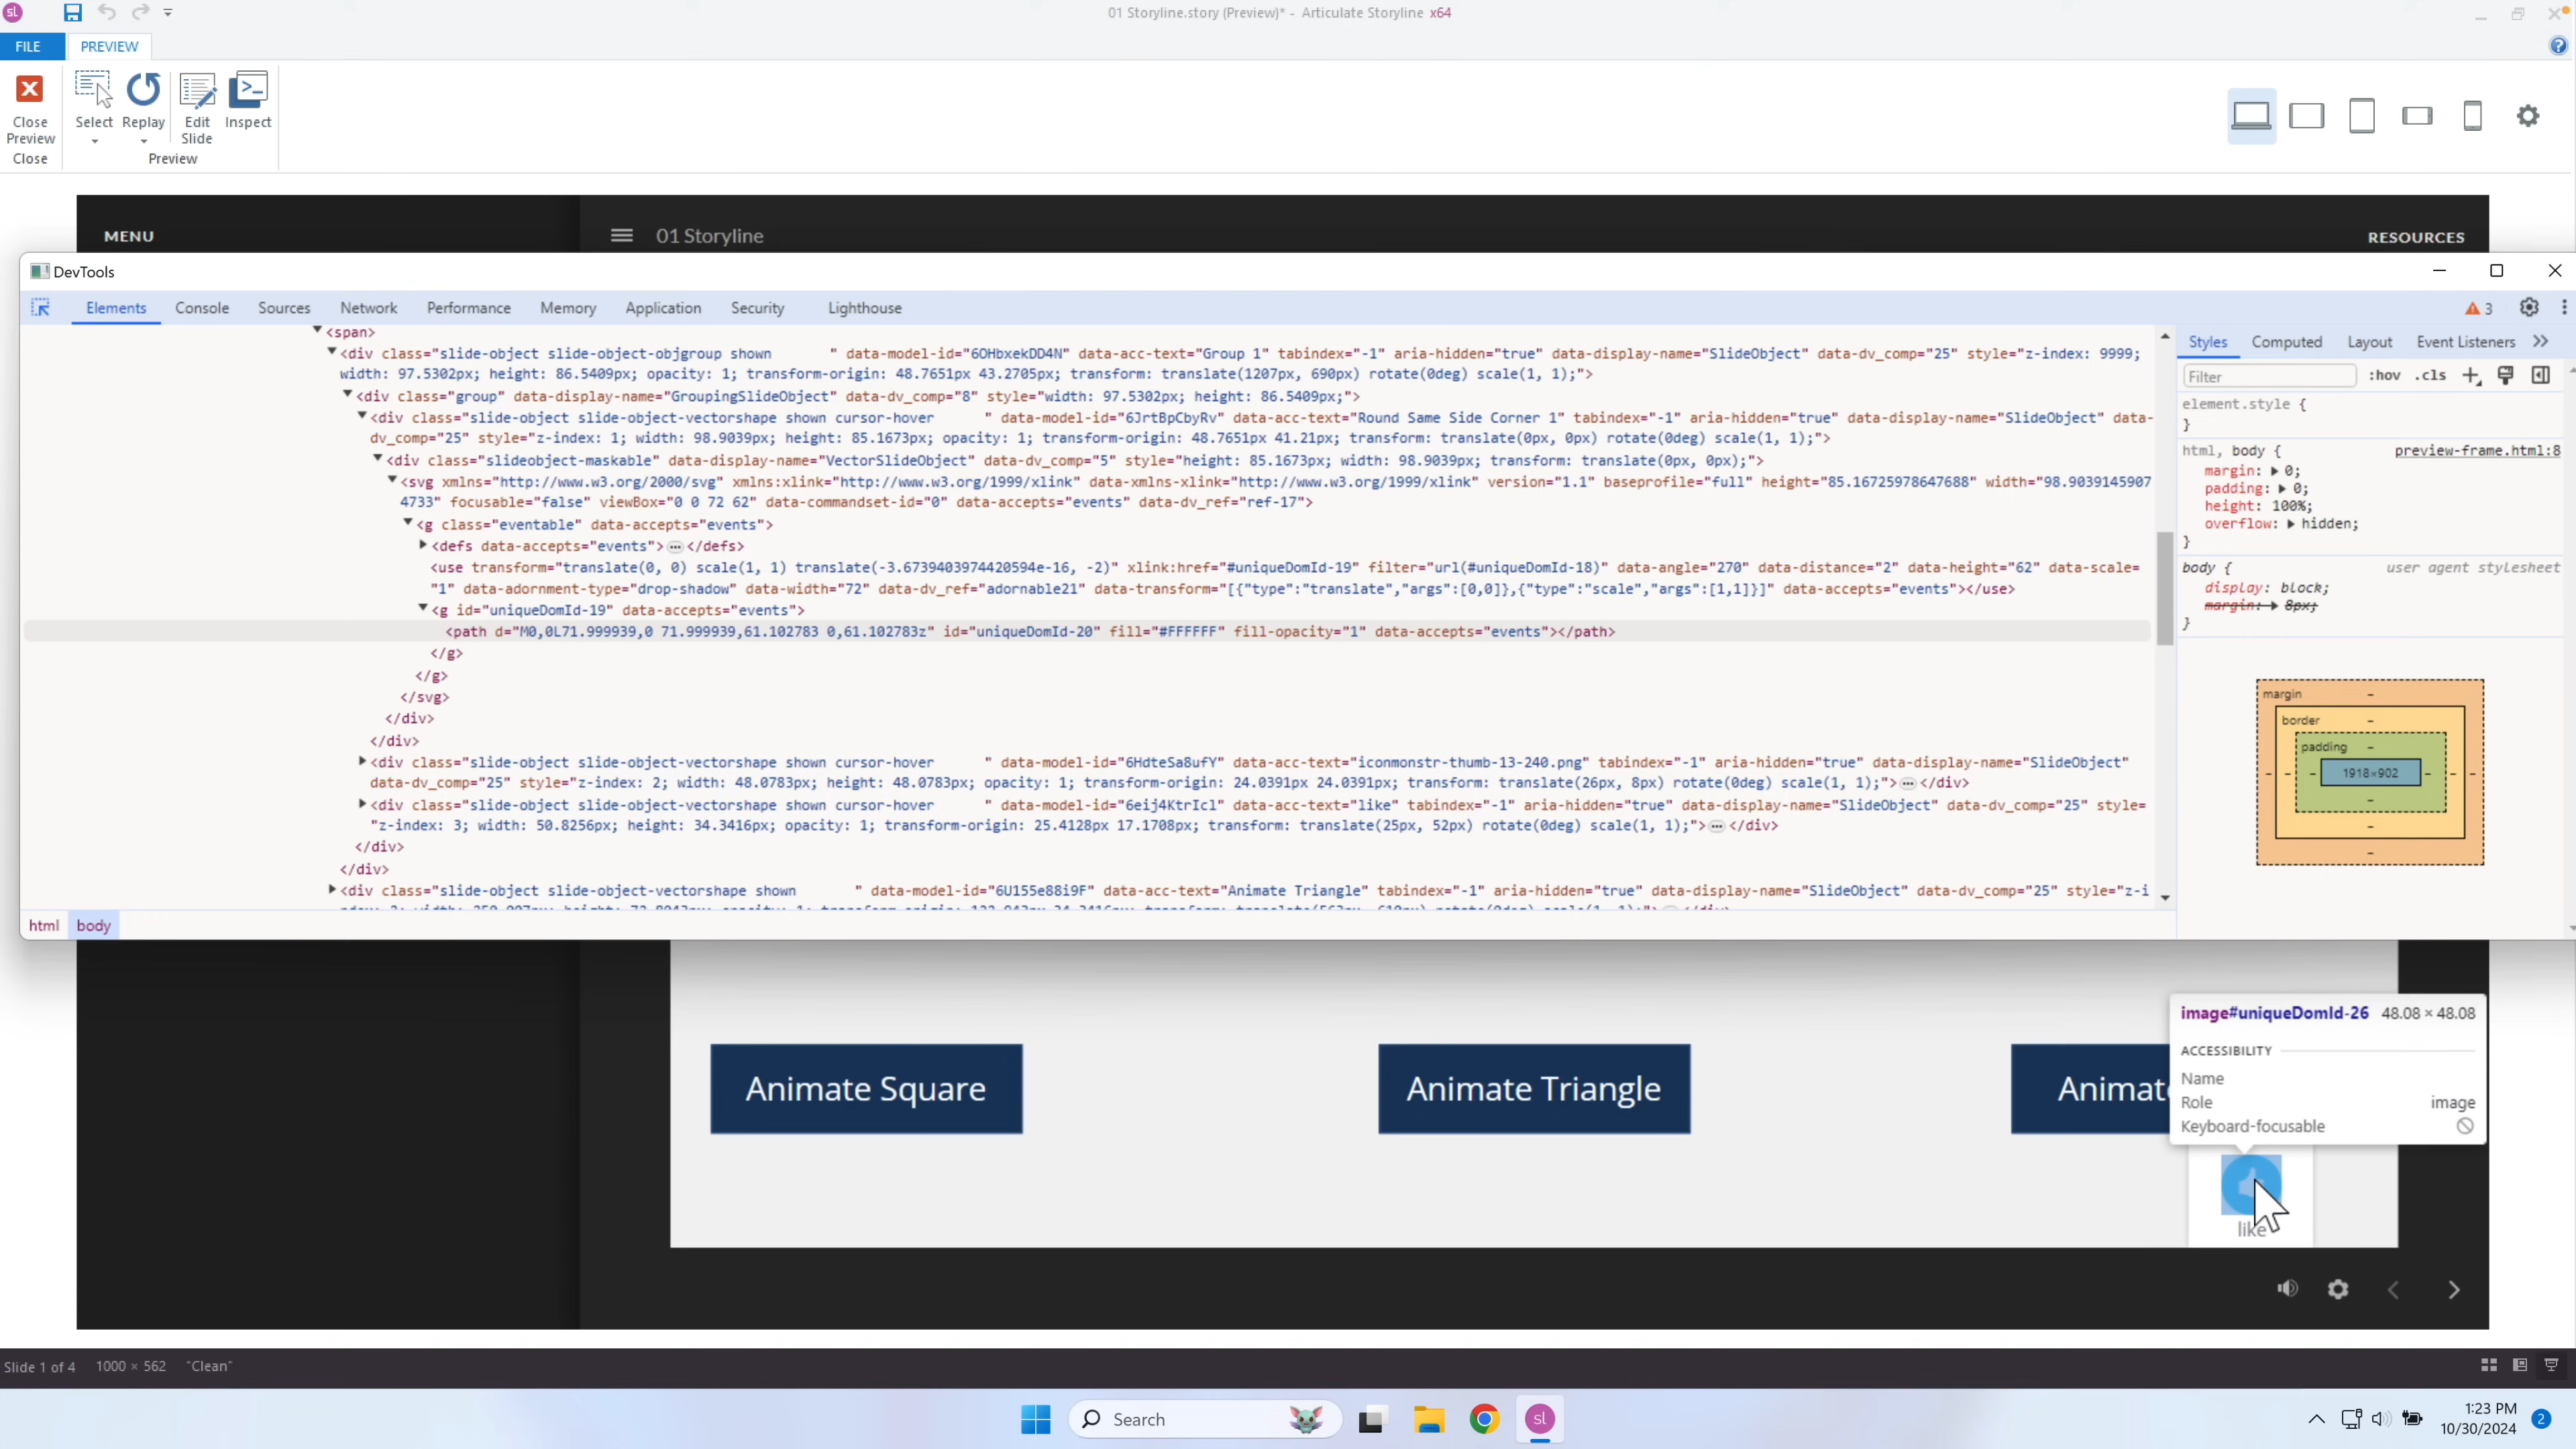 sl
01 Storyline.story (Preview)* - Articulate Storyline x64
FILE
PREVIEW
Close
Preview
Select
Replay
Edit
Slide
Inspect
Close
Preview
MENU
01 Storyline
RESOURCES
DevTools
Elements Console Sources Network Performance Memory Application Security Lighthouse
3
<span>
<div class="slide-object slide-object-objgroup shown " data-model-id="6OHbxekDD4N" data-acc-text="Group 1" tabindex="-1" aria-hidden="true" data-display-name="SlideObject" data-dv_comp="25" style="z-index: 9999;
width: 97.5302px; height: 86.5409px; opacity: 1; transform-origin: 48.7651px 43.2705px; transform: translate(1207px, 690px) rotate(0deg) scale(1, 1);">
<div class="group" data-display-name="GroupingSlideObject" data-dv_comp="8" style="width: 97.5302px; height: 86.5409px;">
<div class="slide-object slide-object-vectorshape shown cursor-hover " data-model-id="6JrtBpCbyRv" data-acc-text="Round Same Side Corner 1" tabindex="-1" aria-hidden="true" data-display-name="SlideObject" data-
dv_comp="25" style="z-index: 1; width: 98.9039px; height: 85.1673px; opacity: 1; transform-origin: 48.7651px 41.21px; transform: translate(0px, 0px) rotate(0deg) scale(1, 1);">
<div class="slideobject-maskable" data-display-name="VectorSlideObject" data-dv_comp="5" style="height: 85.1673px; width: 98.9039px; transform: translate(0px, 0px);">
<svg xmlns="http://www.w3.org/2000/svg" xmlns:xlink="http://www.w3.org/1999/xlink" data-xmlns-xlink="http://www.w3.org/1999/xlink" version="1.1" baseprofile="full" height="85.16725978647688" width="98.9039145907
4733" focusable="false" viewBox="0 0 72 62" data-commandset-id="0" data-accepts="events" data-dv_ref="ref-17">
<g class="eventable" data-accepts="events">
<defs data-accepts="events">…</defs>
<use transform="translate(0, 0) scale(1, 1) translate(-3.6739403974420594e-16, -2)" xlink:href="#uniqueDomId-19" filter="url(#uniqueDomId-18)" data-angle="270" data-distance="2" data-height="62" data-scale=
"1" data-adornment-type="drop-shadow" data-width="72" data-dv_ref="adornable21" data-transform="[{"type":"translate","args":[0,0]},{"type":"scale","args":[1,1]}]" data-accepts="events"></use>
<g id="uniqueDomId-19" data-accepts="events">
<path d="M0,0L71.999939,0 71.999939,61.102783 0,61.102783z" id="uniqueDomId-20" fill="#FFFFFF" fill-opacity="1" data-accepts="events"></path>
</g>
</g>
</svg>
</div>
</div>
<div class="slide-object slide-object-vectorshape shown cursor-hover " data-model-id="6HdteSa8ufY" data-acc-text="iconmonstr-thumb-13-240.png" tabindex="-1" aria-hidden="true" data-display-name="SlideObject"
data-dv_comp="25" style="z-index: 2; width: 48.0783px; height: 48.0783px; opacity: 1; transform-origin: 24.0391px 24.0391px; transform: translate(26px, 8px) rotate(0deg) scale(1, 1);">…</div>
<div class="slide-object slide-object-vectorshape shown cursor-hover " data-model-id="6eij4KtrIcl" data-acc-text="like" tabindex="-1" aria-hidden="true" data-display-name="SlideObject" data-dv_comp="25" style=
"z-index: 3; width: 50.8256px; height: 34.3416px; opacity: 1; transform-origin: 25.4128px 17.1708px; transform: translate(25px, 52px) rotate(0deg) scale(1, 1);">…</div>
</div>
</div>
<div class="slide-object slide-object-vectorshape shown " data-model-id="6U155e88i9F" data-acc-text="Animate Triangle" tabindex="-1" aria-hidden="true" data-display-name="SlideObject" data-dv_comp="25" style="z-i
html body
Styles Computed Layout Event Listeners
Filter
:hov .cls
element.style {
}
html, body { preview-frame.html:8
margin: 0;
padding: 0;
height: 100%;
overflow: hidden;
}
body { user agent stylesheet
display: block;
margin: 8px;
}
margin -
border -
padding -
- - - 1918×902 - - -
-
-
-
Animate Square
Animate Triangle
Animate
image#uniqueDomId-26 48.08 × 48.08
ACCESSIBILITY
Name
Role image
Keyboard-focusable
like
Slide 1 of 4 1000 × 562 "Clean"
Search
sl
1:23 PM
10/30/2024
2